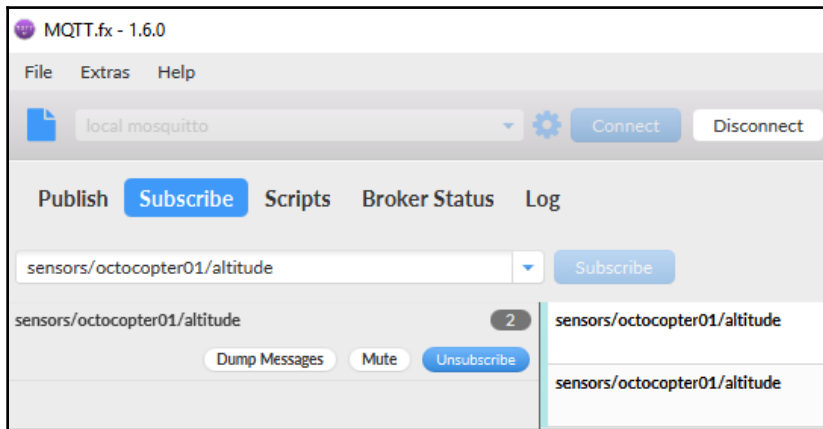 MQTT.fx - 1.6.0
File Extras Help
local mosquitto Connect Disconnect
Publish Subscribe Scripts Broker Status Log
sensors/octocopter01/altitude Subscribe
sensors/octocopter01/altitude 2
Dump Messages Mute Unsubscribe
sensors/octocopter01/altitude
sensors/octocopter01/altitude